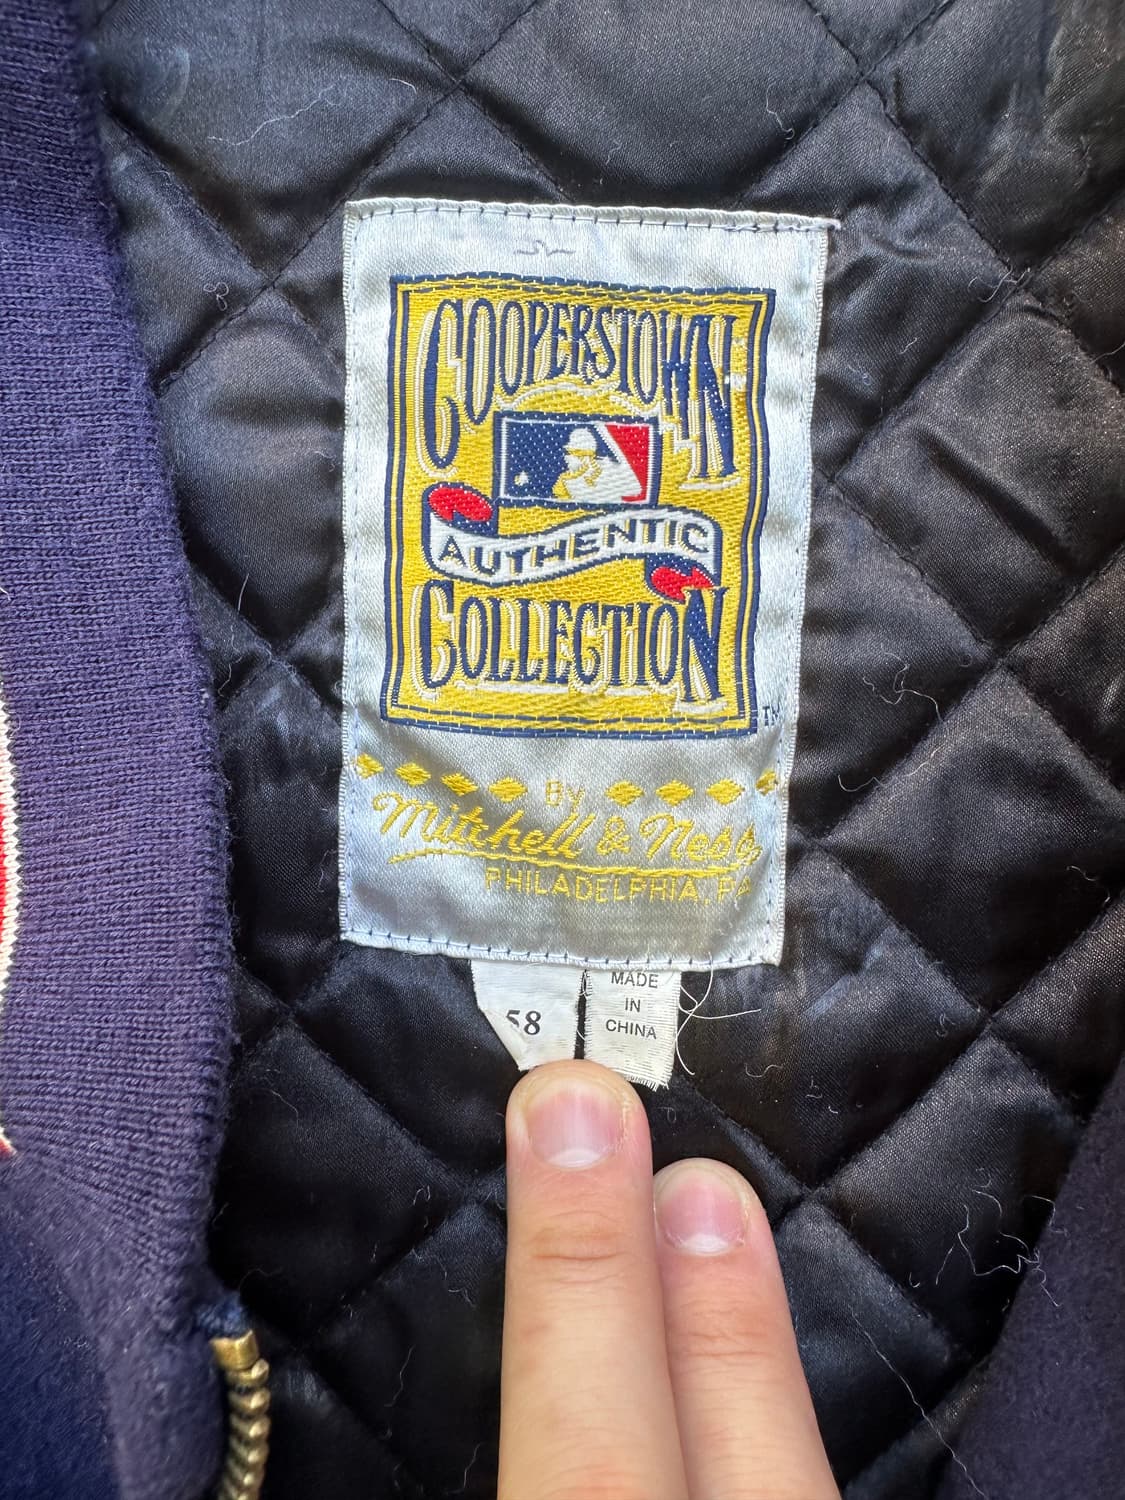 COOPERSTOWN
AUTHENTIC
COLLECTION
TM
By
Mitchell & Ness
PHILADELPHIA, PA
58
MADE
IN
CHINA